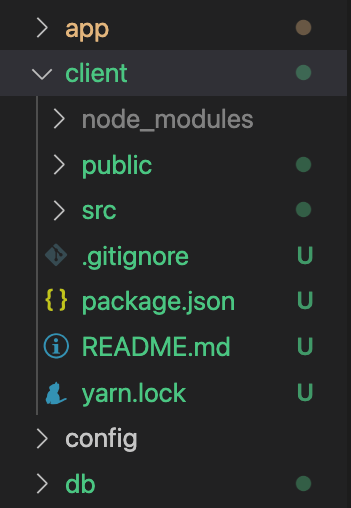 app
client
node_modules
public
src
.gitignore U
{} package.json U
README.md U
yarn.lock U
config
db